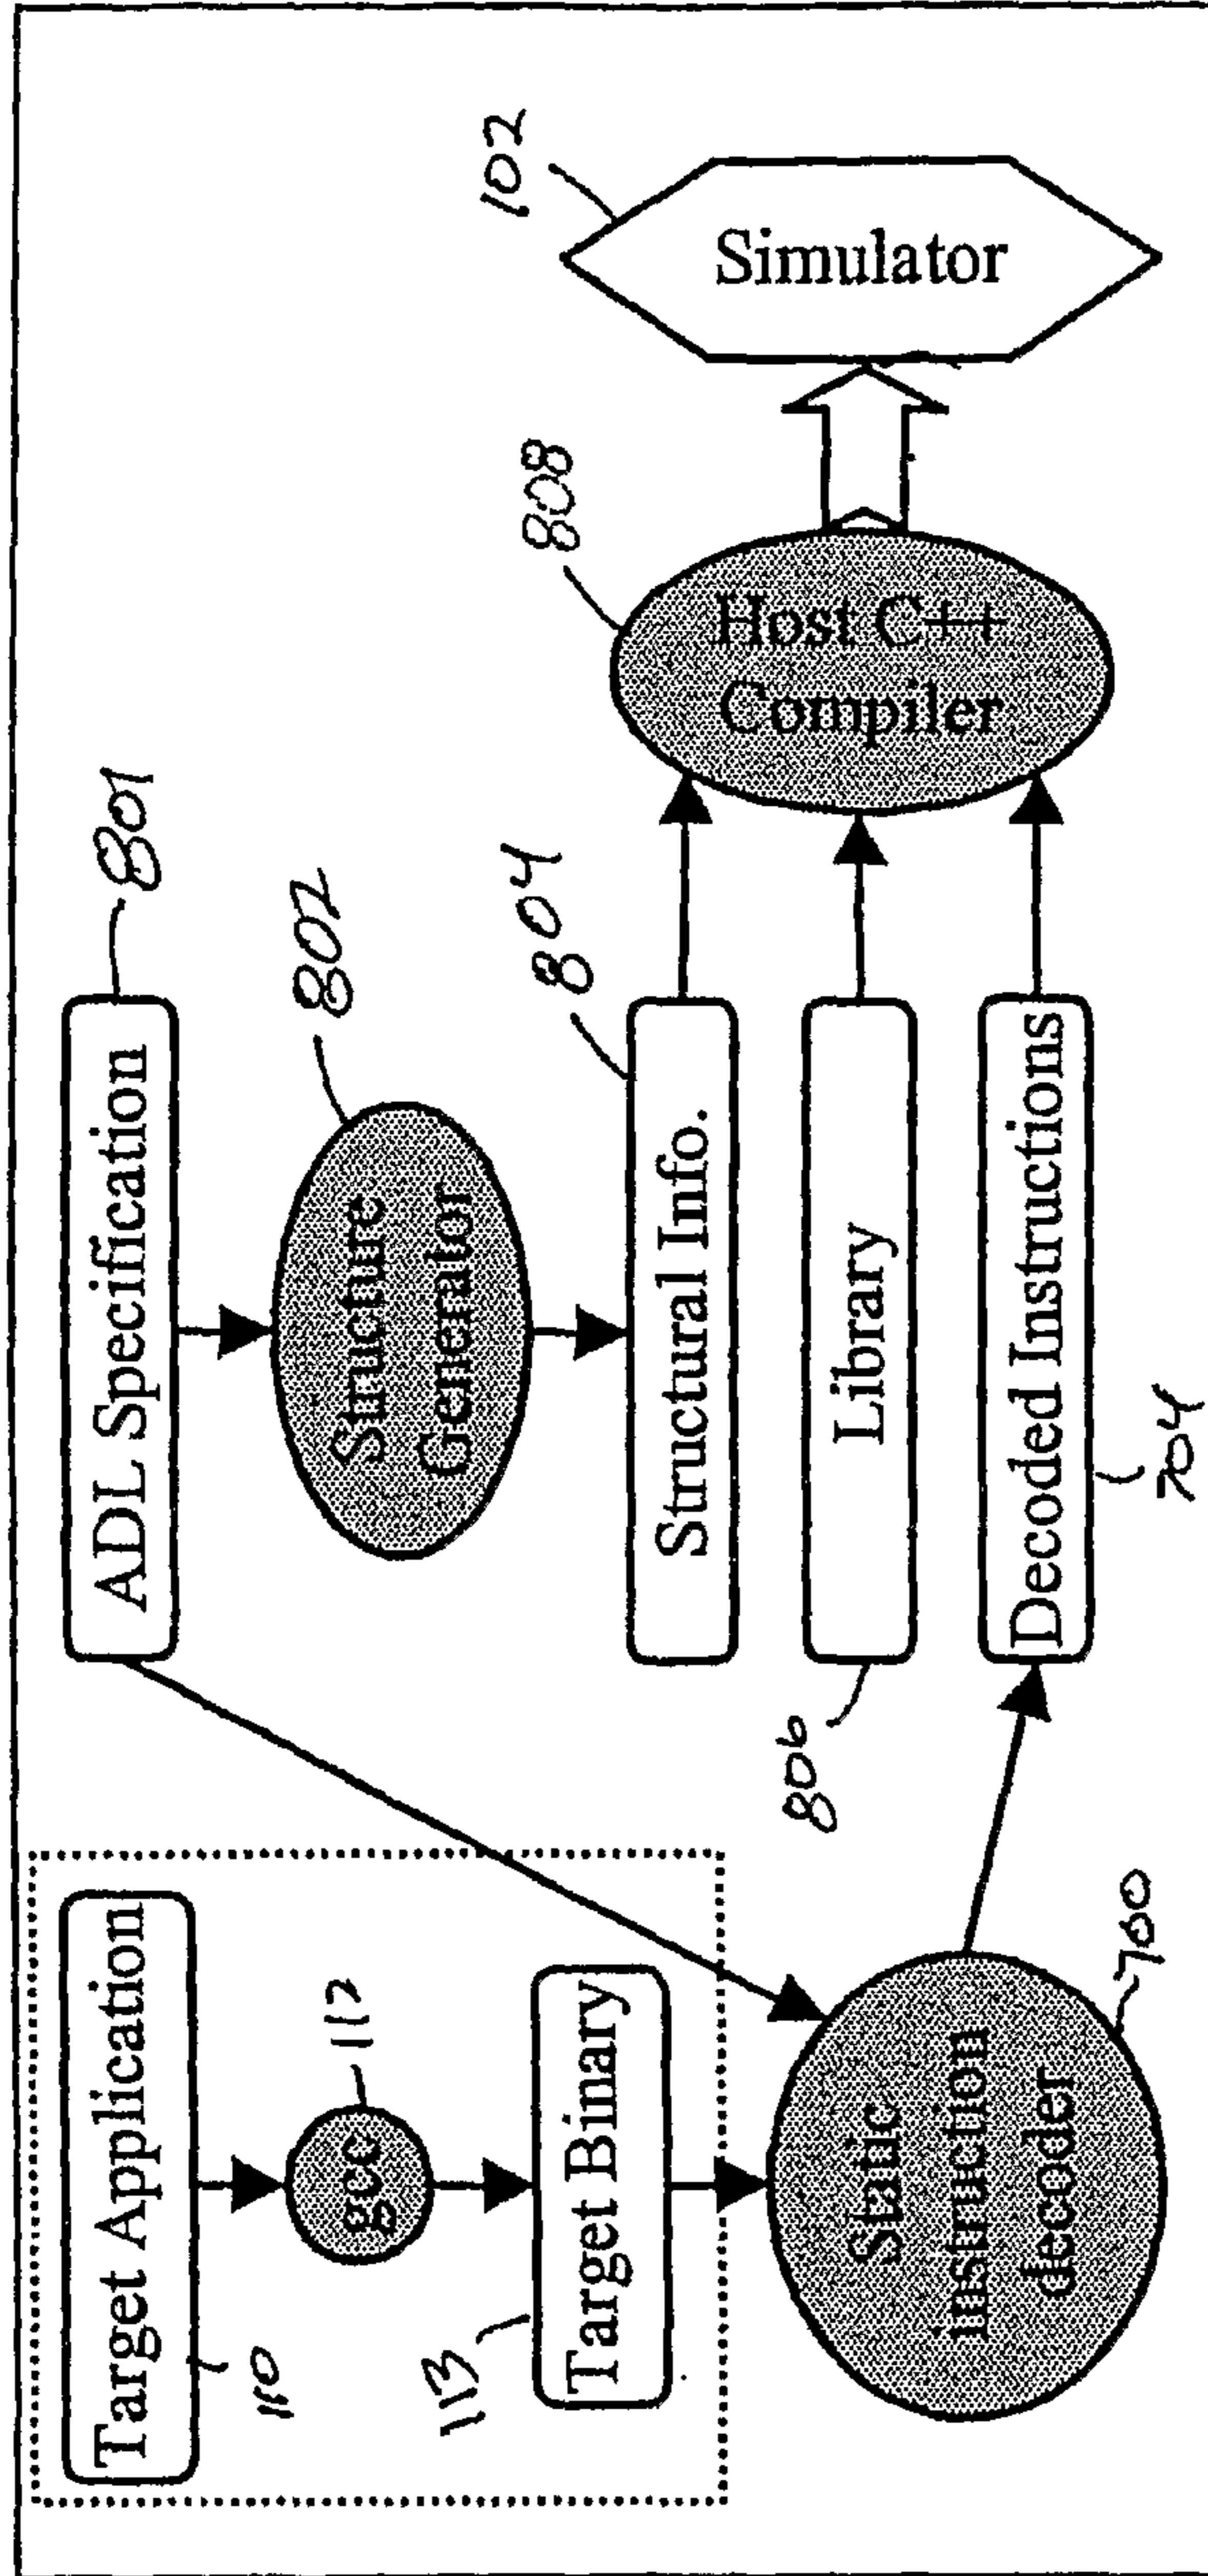 Target Application
110
gcc
112
113
Target Binary
Static
instruction
decoder
700
ADL Specification
801
Structure
Generator
802
Structural Info.
804
Library
806
Decoded Instructions
704
Host C++
Compiler
808
Simulator
102